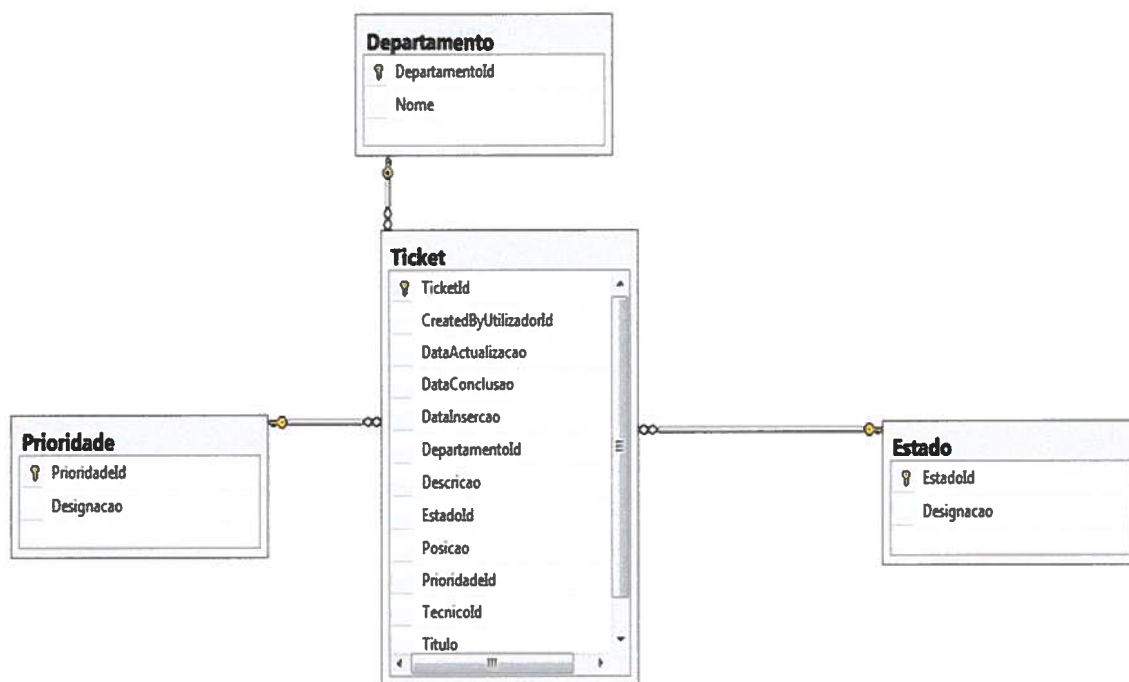 Departamento
DepartamentoId
Nome
Ticket
TicketId
CreatedByUtilizadorId
DataActualizacao
DataConclusao
DataInsercao
DepartamentoId
Descricao
EstadoId
Posicao
PrioridadeId
TecnicoId
Titulo
Prioridade
PrioridadeId
Designacao
Estado
EstadoId
Designacao